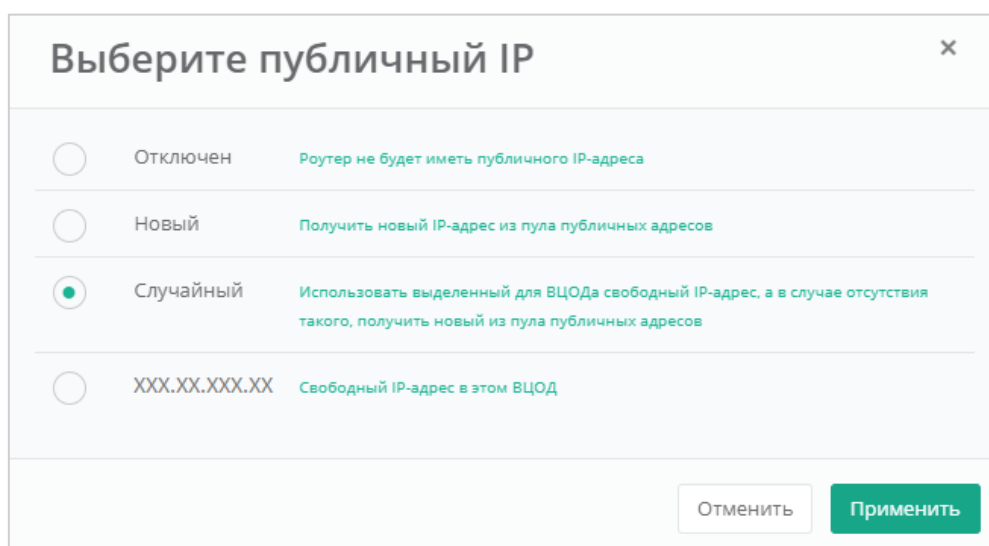 Выберите публичный IP
×
Отключен Роутер не будет иметь публичного IP-адреса
Новый Получить новый IP-адрес из пула публичных адресов
Случайный Использовать выделенный для ВЦОДа свободный IP-адрес, а в случае отсутствия
такого, получить новый из пула публичных адресов
XXX.XX.XXX.XX Свободный IP-адрес в этом ВЦОД
Отменить Применить